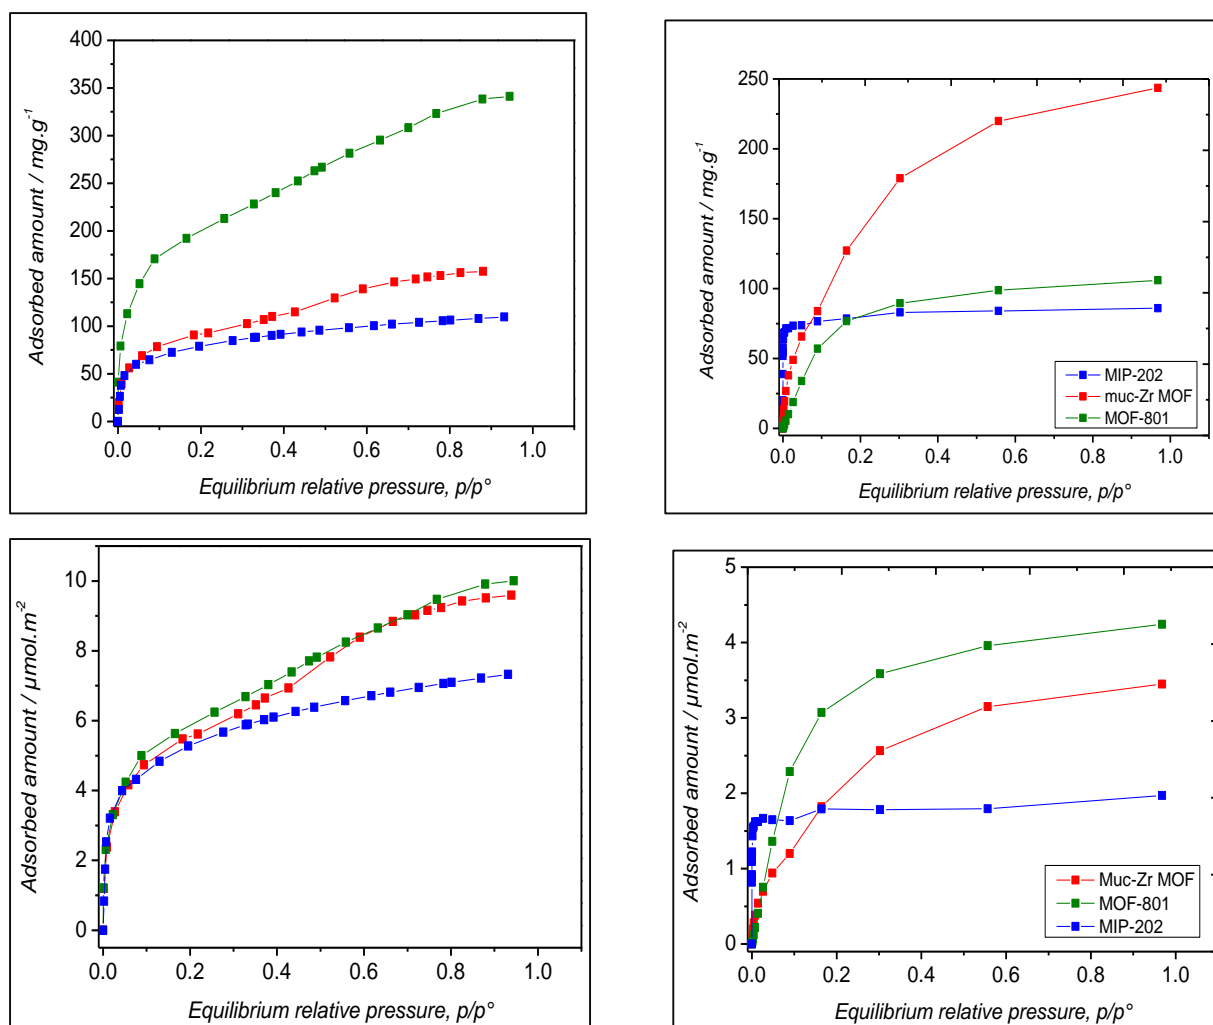 400
350
300
250
200
150
100
50
0
Adsorbed amount / mg.g-1
0.0 0.2 0.4 0.6 0.8 1.0
Equilibrium relative pressure, p/p°
250
200
150
100
50
0
Adsorbed amount / mg.g-1
MIP-202
muc-Zr MOF
MOF-801
0.0 0.2 0.4 0.6 0.8 1.0
Equilibrium relative pressure, p/p°
10
8
6
4
2
0
Adsorbed amount / µmol.m-2
0.0 0.2 0.4 0.6 0.8 1.0
Equilibrium relative pressure, p/p°
5
4
3
2
1
0
Adsorbed amount / µmol.m-2
Muc-Zr MOF
MOF-801
MIP-202
0.0 0.2 0.4 0.6 0.8 1.0
Equilibrium relative pressure, p/p°